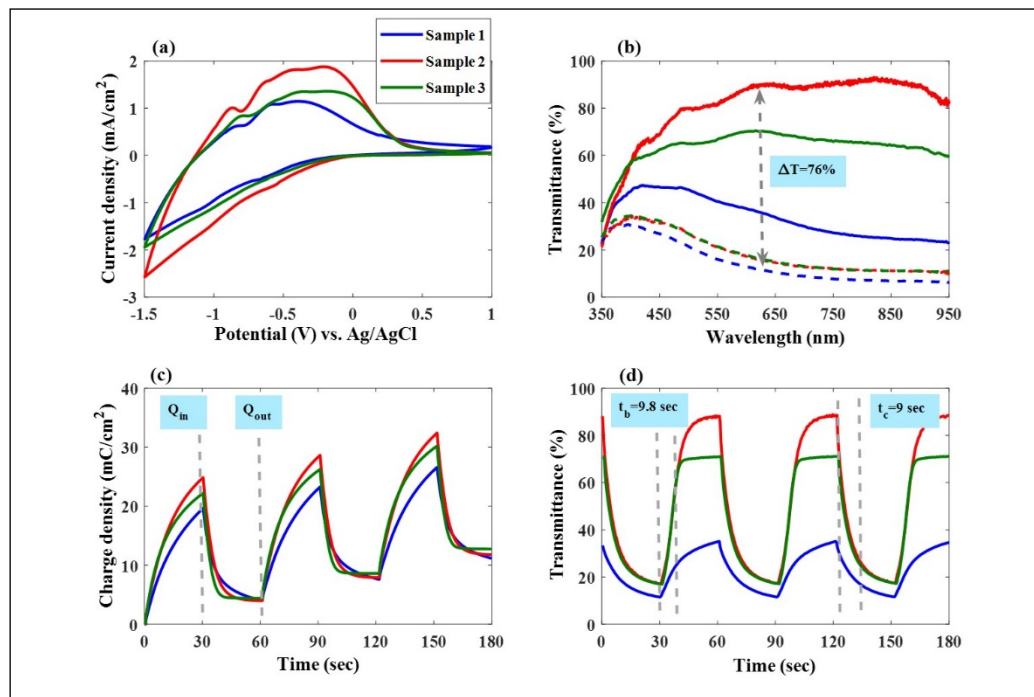 (a)
Sample 1
Sample 2
Sample 3
2
1
0
-1
-2
-3
-1.5
-1
-0.5
0
0.5
1
Current density (mA/cm²)
Potential (V) vs. Ag/AgCl
(b)
100
80
60
40
20
0
350
450
550
650
750
850
950
ΔT=76%
Transmittance (%)
Wavelength (nm)
(c)
Q_in
Q_out
40
30
20
10
0
0
30
60
90
120
150
180
Charge density (mC/cm²)
Time (sec)
(d)
t_b=9.8 sec
t_c=9 sec
100
80
60
40
20
0
0
30
60
90
120
150
180
Transmittance (%)
Time (sec)